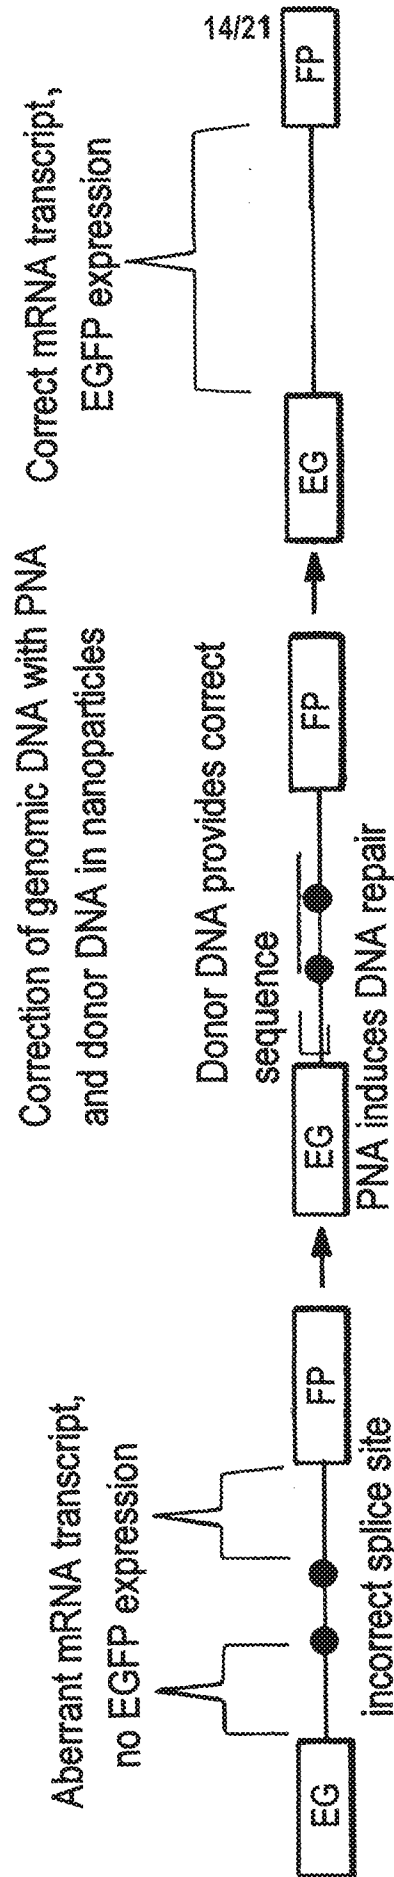 14/21
Aberrant mRNA transcript,
no EGFP expression
EG
FP
incorrect splice site
Correction of genomic DNA with PNA
and donor DNA in nanoparticles
Donor DNA provides correct
sequence
EG
FP
PNA induces DNA repair
Correct mRNA transcript,
EGFP expression
EG
FP